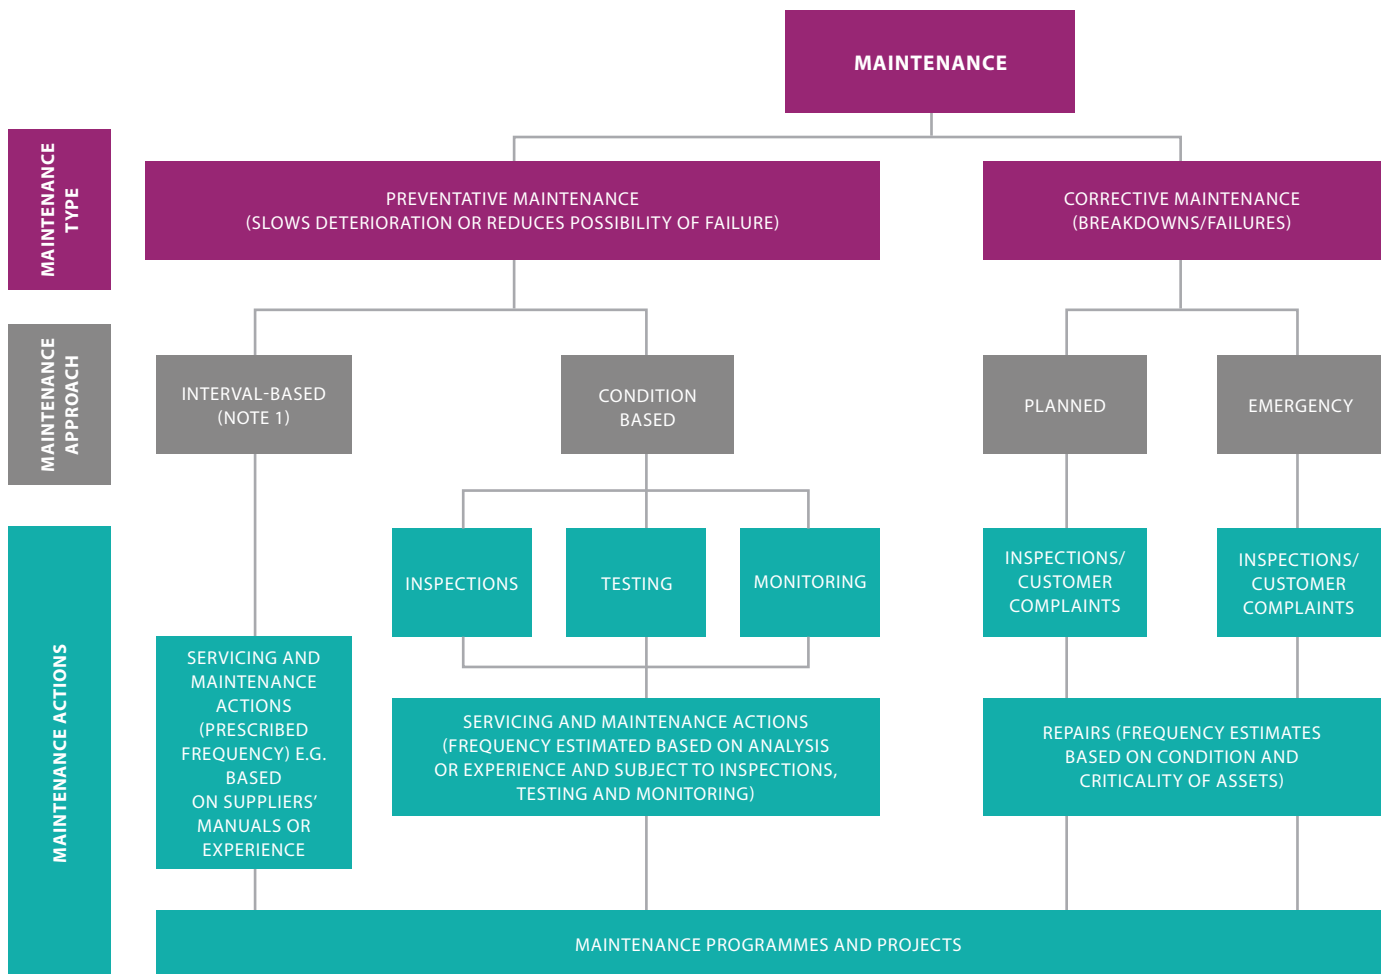 MAINTENANCE
MAINTENANCE
TYPE
PREVENTATIVE MAINTENANCE
(SLOWS DETERIORATION OR REDUCES POSSIBILITY OF FAILURE)
CORRECTIVE MAINTENANCE
(BREAKDOWNS/FAILURES)
MAINTENANCE
APPROACH
INTERVAL-BASED
(NOTE 1)
CONDITION
BASED
PLANNED
EMERGENCY
MAINTENANCE ACTIONS
INSPECTIONS
TESTING
MONITORING
INSPECTIONS/
CUSTOMER
COMPLAINTS
INSPECTIONS/
CUSTOMER
COMPLAINTS
SERVICING AND
MAINTENANCE
ACTIONS
(PRESCRIBED
FREQUENCY) E.G.
BASED
ON SUPPLIERS’
MANUALS OR
EXPERIENCE
SERVICING AND MAINTENANCE ACTIONS
(FREQUENCY ESTIMATED BASED ON ANALYSIS
OR EXPERIENCE AND SUBJECT TO INSPECTIONS,
TESTING AND MONITORING)
REPAIRS (FREQUENCY ESTIMATES
BASED ON CONDITION AND
CRITICALITY OF ASSETS)
MAINTENANCE PROGRAMMES AND PROJECTS